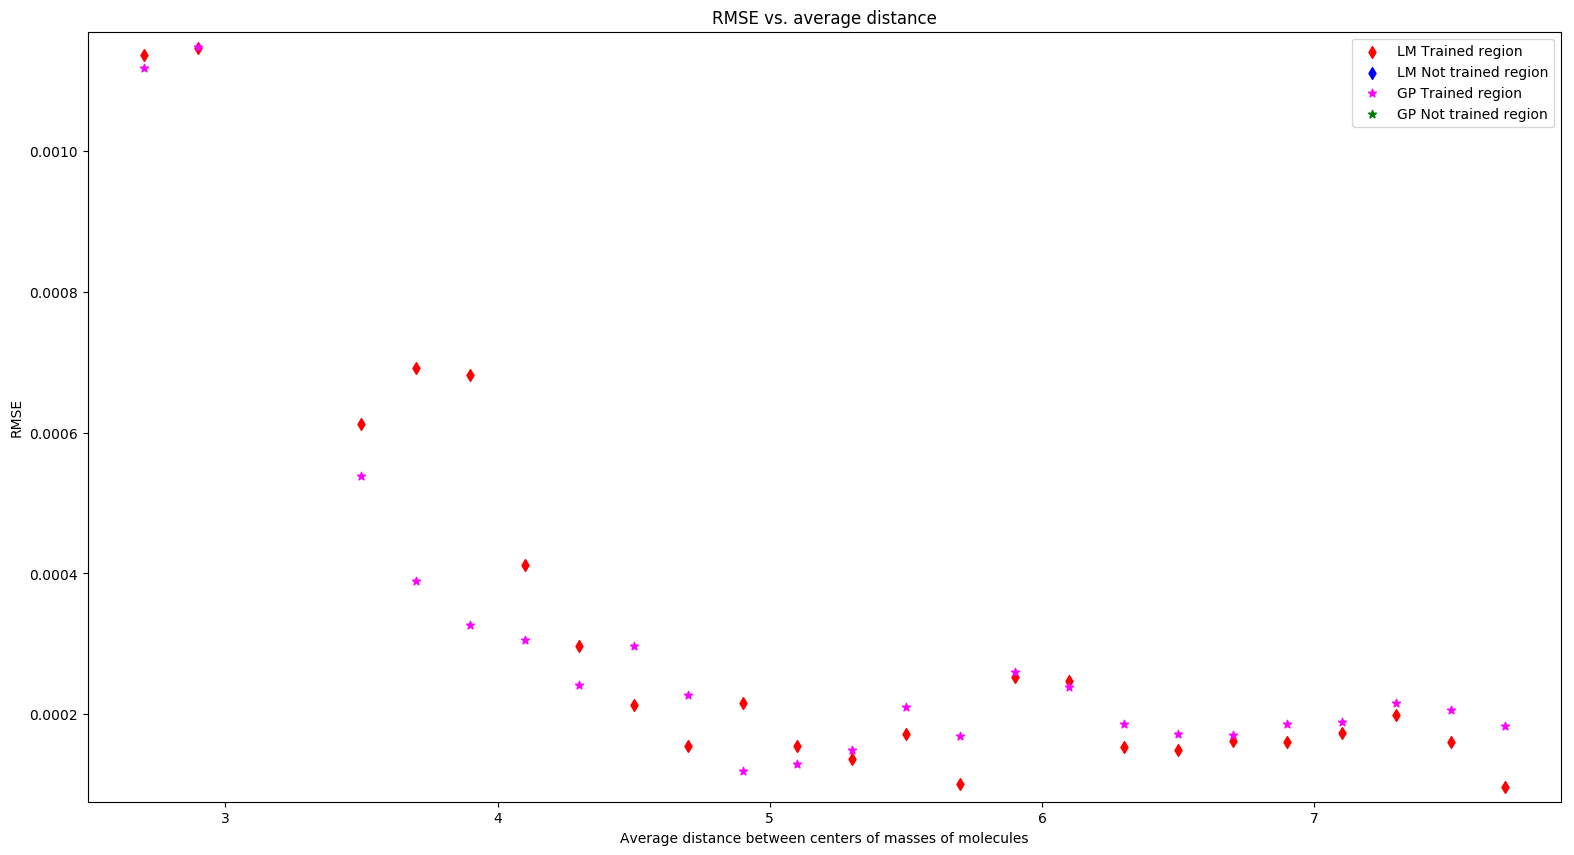 RMSE vs. average distance
LM Trained region
LM Not trained region
GP Trained region
GP Not trained region
0.0010
0.0008
0.0006
0.0004
0.0002
RMSE
3 4 5 6 7
Average distance between centers of masses of molecules